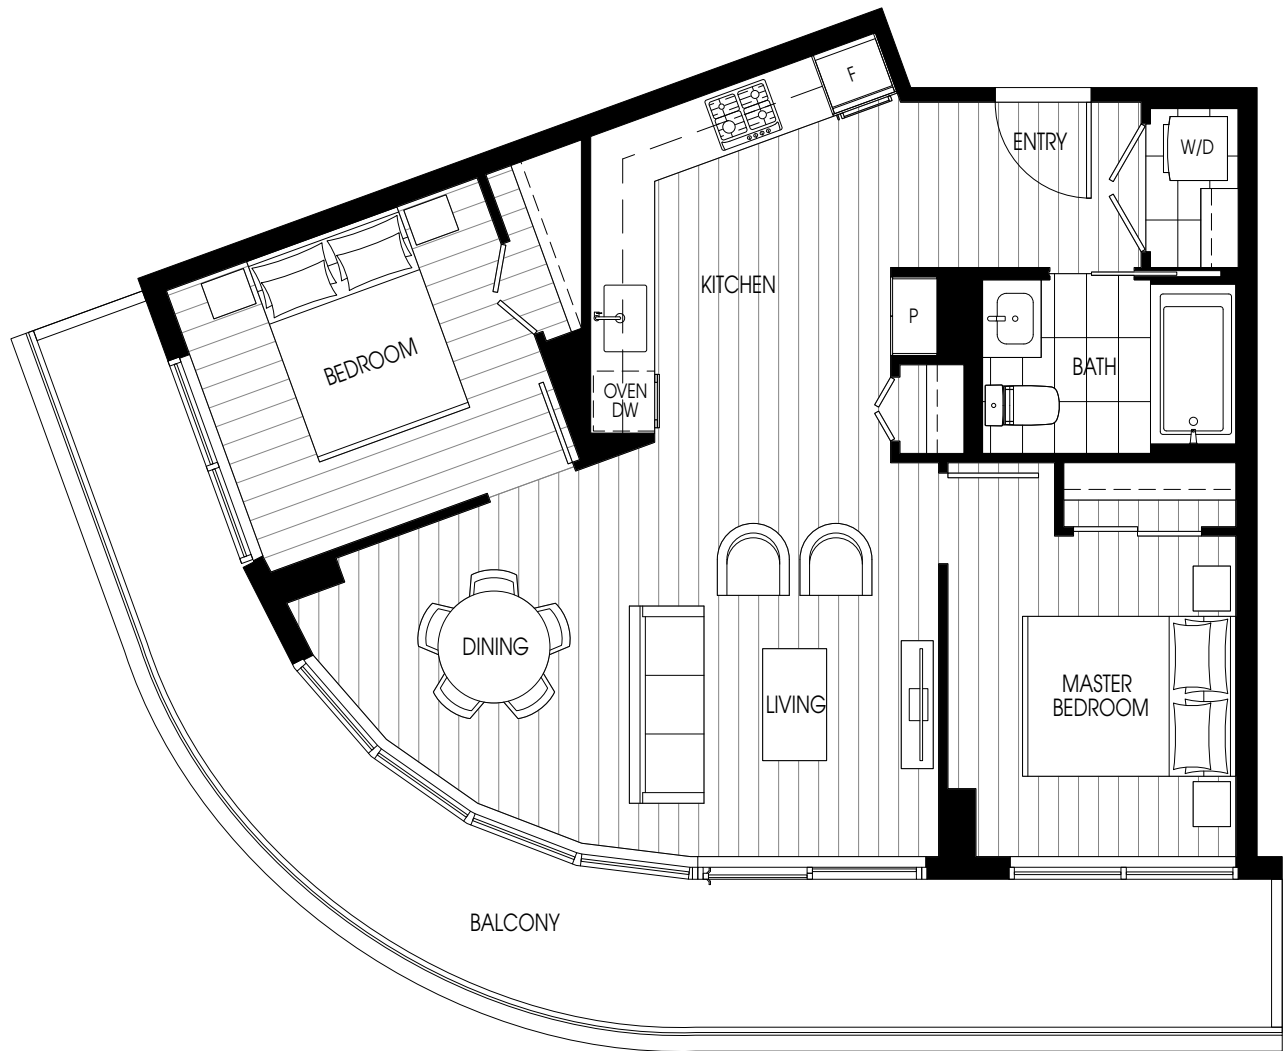 F
ENTRY
W/D
KITCHEN
P
BEDROOM
BATH
OVEN
DW
DINING
LIVING
MASTER
BEDROOM
BALCONY